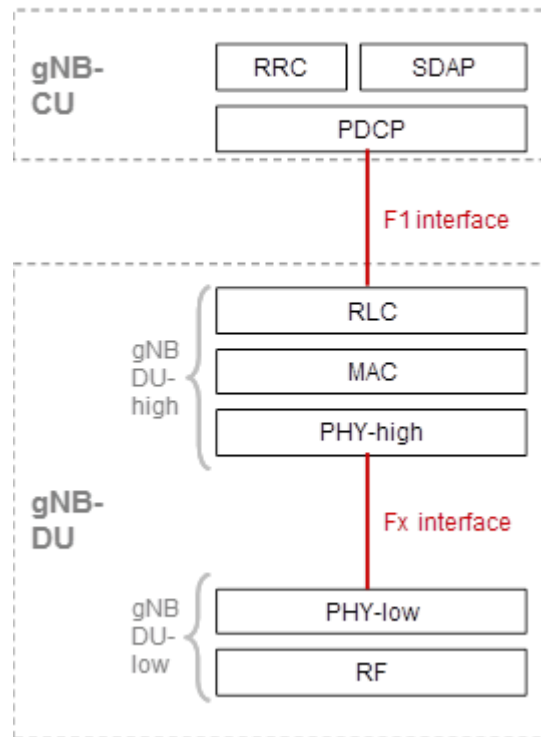 gNB-
CU
RRC
SDAP
PDCP
F1 interface
gNB
DU-
high
RLC
MAC
PHY-high
gNB-
DU
Fx interface
gNB
DU-
low
PHY-low
RF